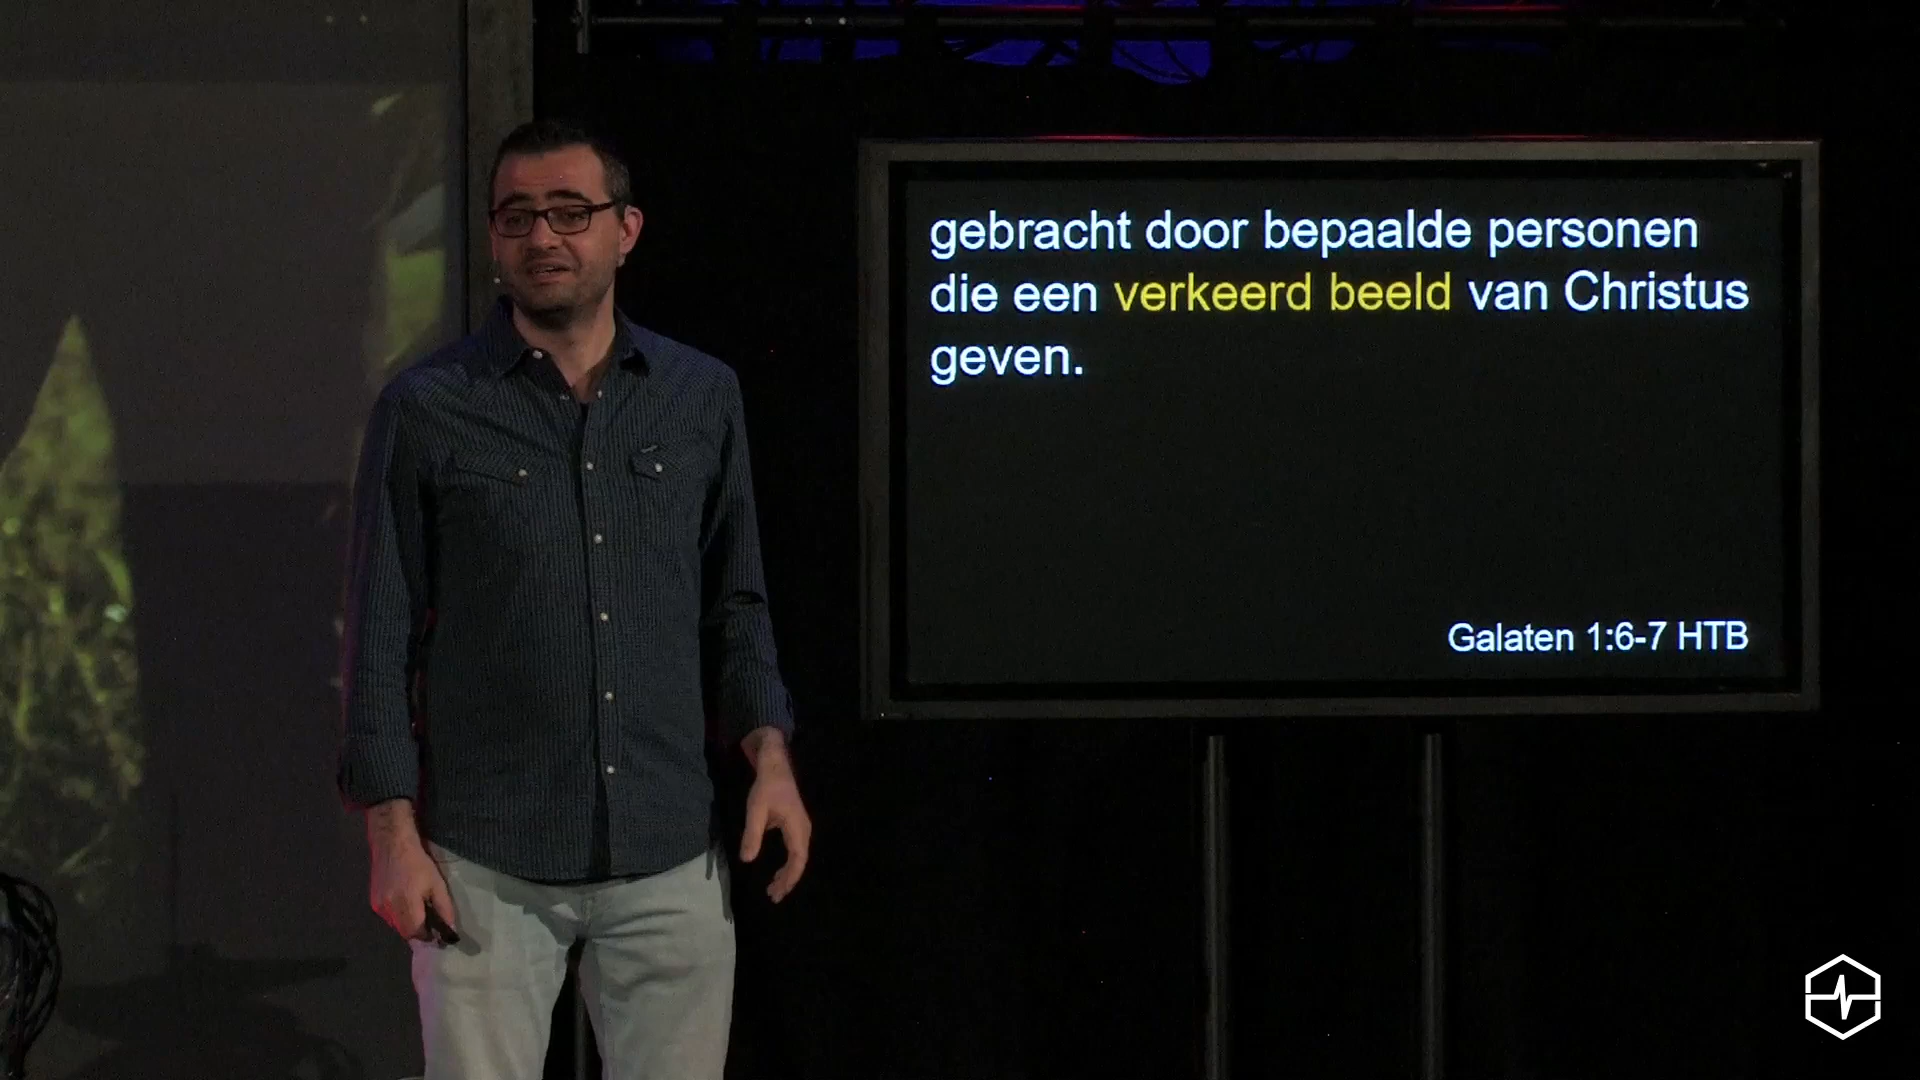 gebracht door bepaalde personen
die een verkeerd beeld van Christus
geven.
Galaten 1:6-7 HTB